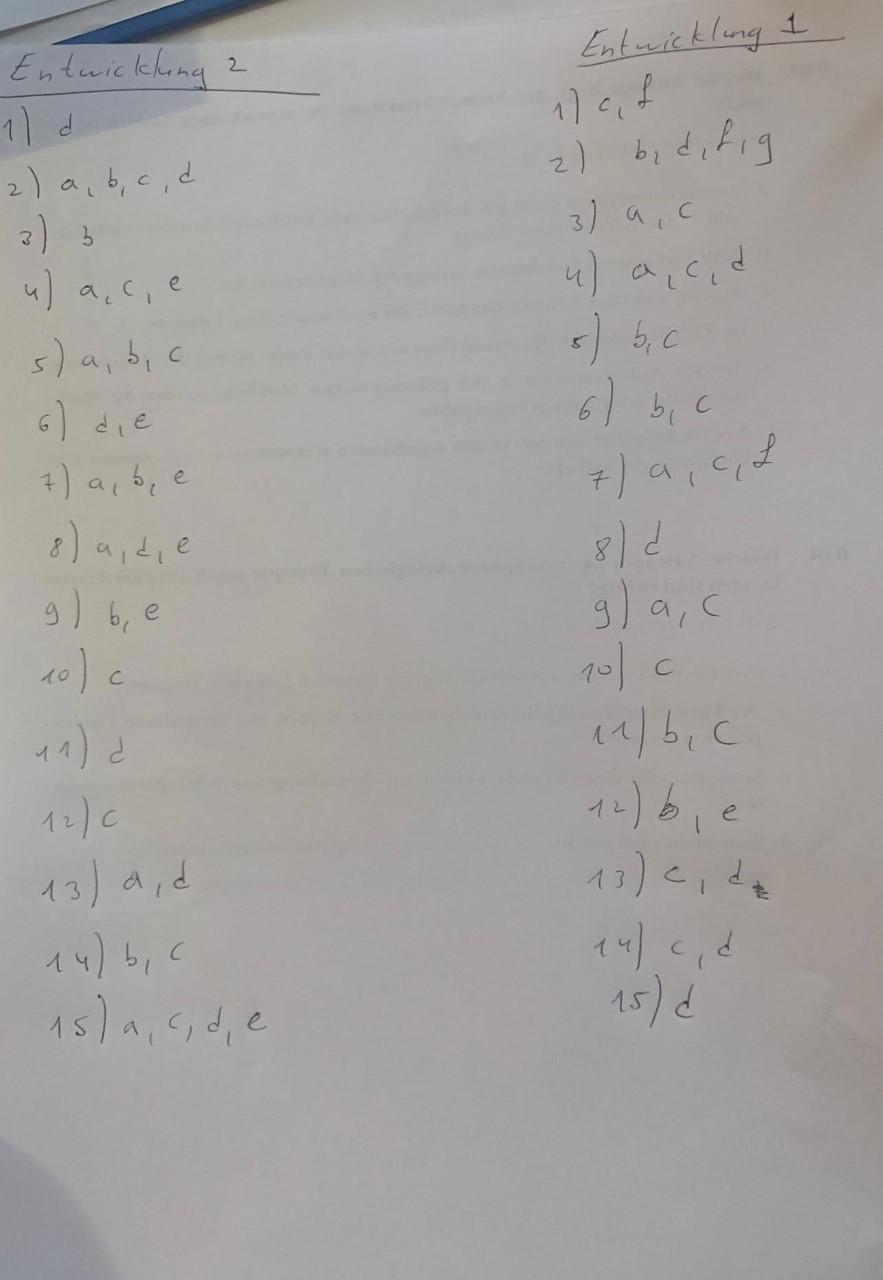 Entwicklung 2
1) d
2) a, b, c, d
3) b
4) a, c, e
5) a, b, c
6) d, e
7) a, b, e
8) a, d, e
9) b, e
10) c
11) d
12) c
13) a, d
14) b, c
15) a, c, d, e
Entwicklung 1
1) c, f
2) b, d, f, g
3) a, c
4) a, c, d
5) b, c
6) b, c
7) a, c, f
8) d
9) a, c
10) c
11) b, c
12) b, e
13) c, d
14) c, d
15) d